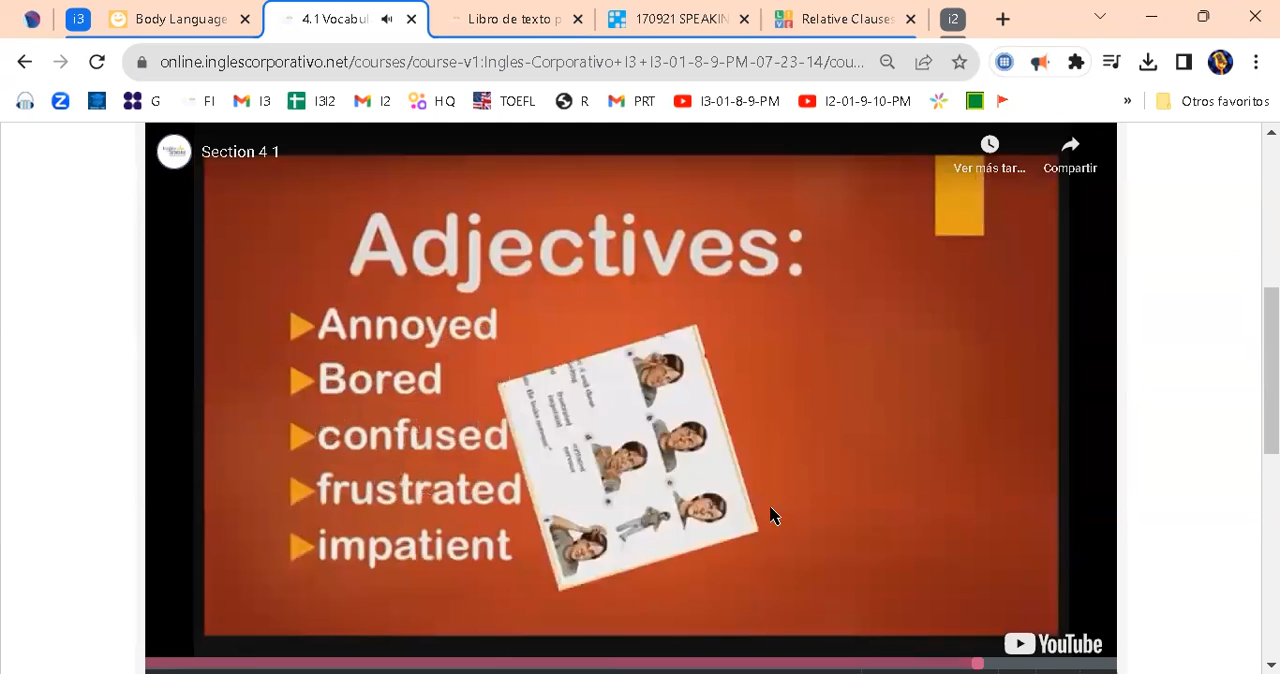 i3 Body Language 4.1 Vocabul Libro de texto p 170921 SPEAKIN Relative Clauses i2
online.inglescorporativo.net/courses/course-v1:Ingles-Corporativo+I3+I3-01-8-9-PM-07-23-14/cou...
G FI I3 I3I2 I2 HQ TOEFL R PRT I3-01-8-9-PM I2-01-9-10-PM » Otros favoritos
Section 4 1
Ver más tar... Compartir
Adjectives:
Annoyed
Bored
confused
frustrated
impatient
YouTube